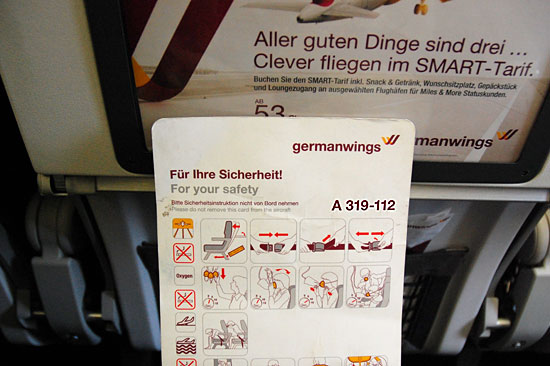 germanwings
Aller guten Dinge sind drei ...
Clever fliegen im SMART-Tarif.
Buchen Sie den SMART-Tarif inkl. Snack & Getränk, Wunschsitzplatz, Gepäckstück
und Loungezugang an ausgewählten Flughäfen für Miles & More Statuskunden.
AB
53
germanwings
germanwings
Für Ihre Sicherheit!
For your safety
Bitte Sicherheitsinstruktion nicht von Bord nehmen
Please do not remove this card from the aircraft
A 319-112
Oxygen